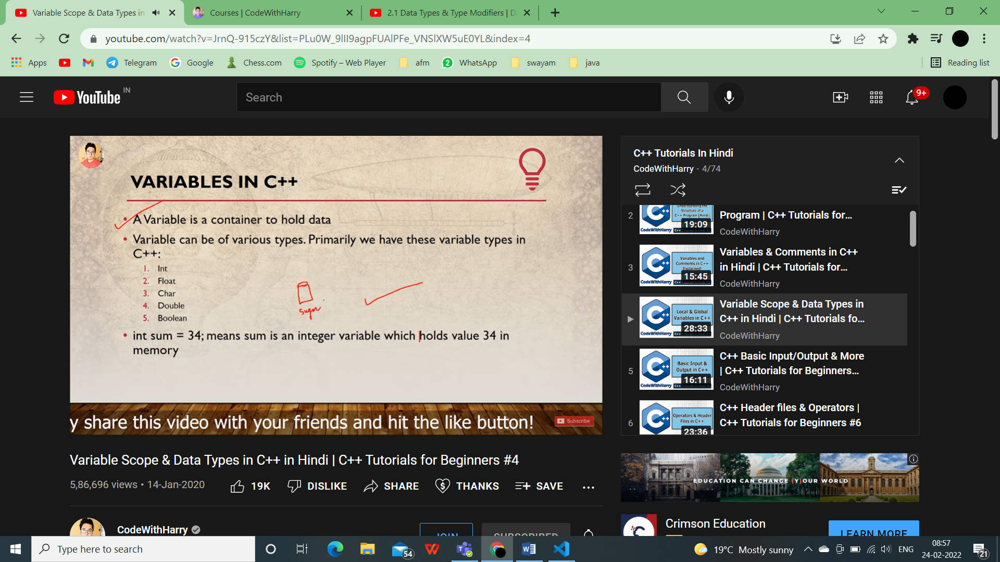 Variable Scope & Data Types in
Courses | CodeWithHarry
2.1 Data Types & Type Modifiers | D
youtube.com/watch?v=JrnQ-915czY&list=PLu0W_9lII9agpFUAlPFe_VNSlXW5uE0YL&index=4
Apps
Telegram
Google
Chess.com
Spotify – Web Player
afm
2
WhatsApp
swayam
java
Reading list
YouTube IN
Search
9+
VARIABLES IN C++
• A Variable is a container to hold data
• Variable can be of various types. Primarily we have these variable types in
C++:
1. Int
2. Float
3. Char
4. Double
5. Boolean
sugar
• int sum = 34; means sum is an integer variable which holds value 34 in
memory
y share this video with your friends and hit the like button!
Subscribe
C++ Tutorials In Hindi
CodeWithHarry - 4/74
2
Understanding the
Structure of a
C++ Program [Hindi]
19:09
CodeWithHarry
Program | C++ Tutorials for...
CodeWithHarry
3
Variables and
Comments in C++
Explained!
15:45
CodeWithHarry
Variables & Comments in C++
in Hindi | C++ Tutorials for...
CodeWithHarry
Local & Global
Variables in C++
28:33
CodeWithHarry
Variable Scope & Data Types in
C++ in Hindi | C++ Tutorials fo...
CodeWithHarry
5
Basic Input &
Output in C++
16:11
CodeWithHarry
C++ Basic Input/Output & More
| C++ Tutorials for Beginners...
CodeWithHarry
6
Operators & Header
Files in C++
23:36
C++ Header files & Operators |
C++ Tutorials for Beginners #6
Variable Scope & Data Types in C++ in Hindi | C++ Tutorials for Beginners #4
5,86,696 views • 14-Jan-2020
19K
DISLIKE
SHARE
THANKS
SAVE
EDUCATION CAN CHANGE (Y)OUR WORLD
CodeWithHarry
JOIN
SUBSCRIBED
Crimson Education
LEARN MORE
Type here to search
54
19°C Mostly sunny
ENG
08:57
24-02-2022
21